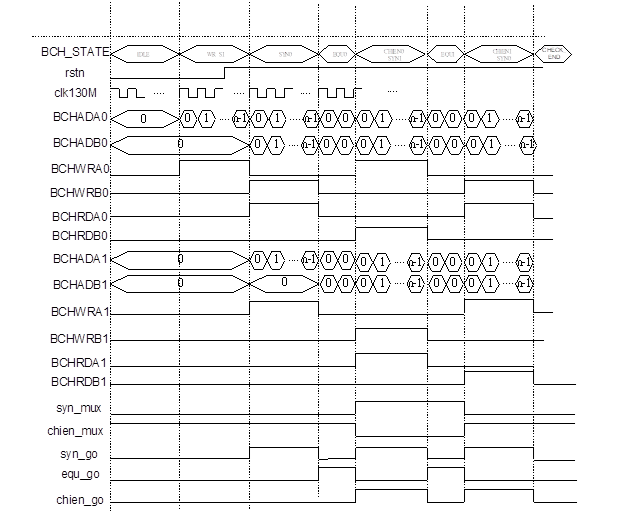 BCH_STATE IDLE WR S1 SYN0 EQU0 CHIEN0 SYN1 EQU1 CHIEN1 SYN0 CHECK END
rstn
clk130M .... .... .... ....
BCHADA0 0 0 1 .... n-1 0 1 .... n-1 0 0 0 1 .... n-1 0 0 0 1 .... n-1
BCHADB0 0 0 1 .... n-1 0 0 0 1 .... n-1 0 0 0 1 .... n-1
BCHWRA0
BCHWRB0
BCHRDA0
BCHRDB0
BCHADA1 0 0 1 .... n-1 0 0 0 1 .... n-1 0 0 0 1 .... n-1
BCHADB1 0 0 0 0 0 1 .... n-1 0 0 0 1 .... n-1
BCHWRA1
BCHWRB1
BCHRDA1
BCHRDB1
syn_mux
chien_mux
syn_go
equ_go
chien_go